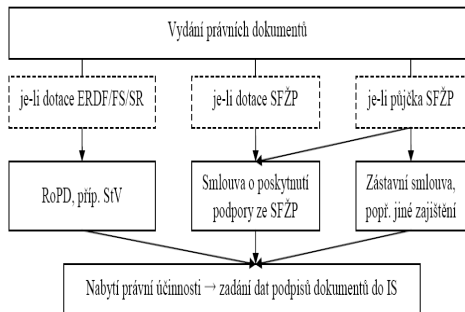 Vydání právních dokumentů
je-li dotace ERDF/FS/SR
je-li dotace SFŽP
je-li půjčka SFŽP
RoPD, příp. StV
Smlouva o poskytnutí
podpory ze SFŽP
Zástavní smlouva,
popř. jiné zajištění
Nabytí právní účinnosti → zadání dat podpisů dokumentů do IS